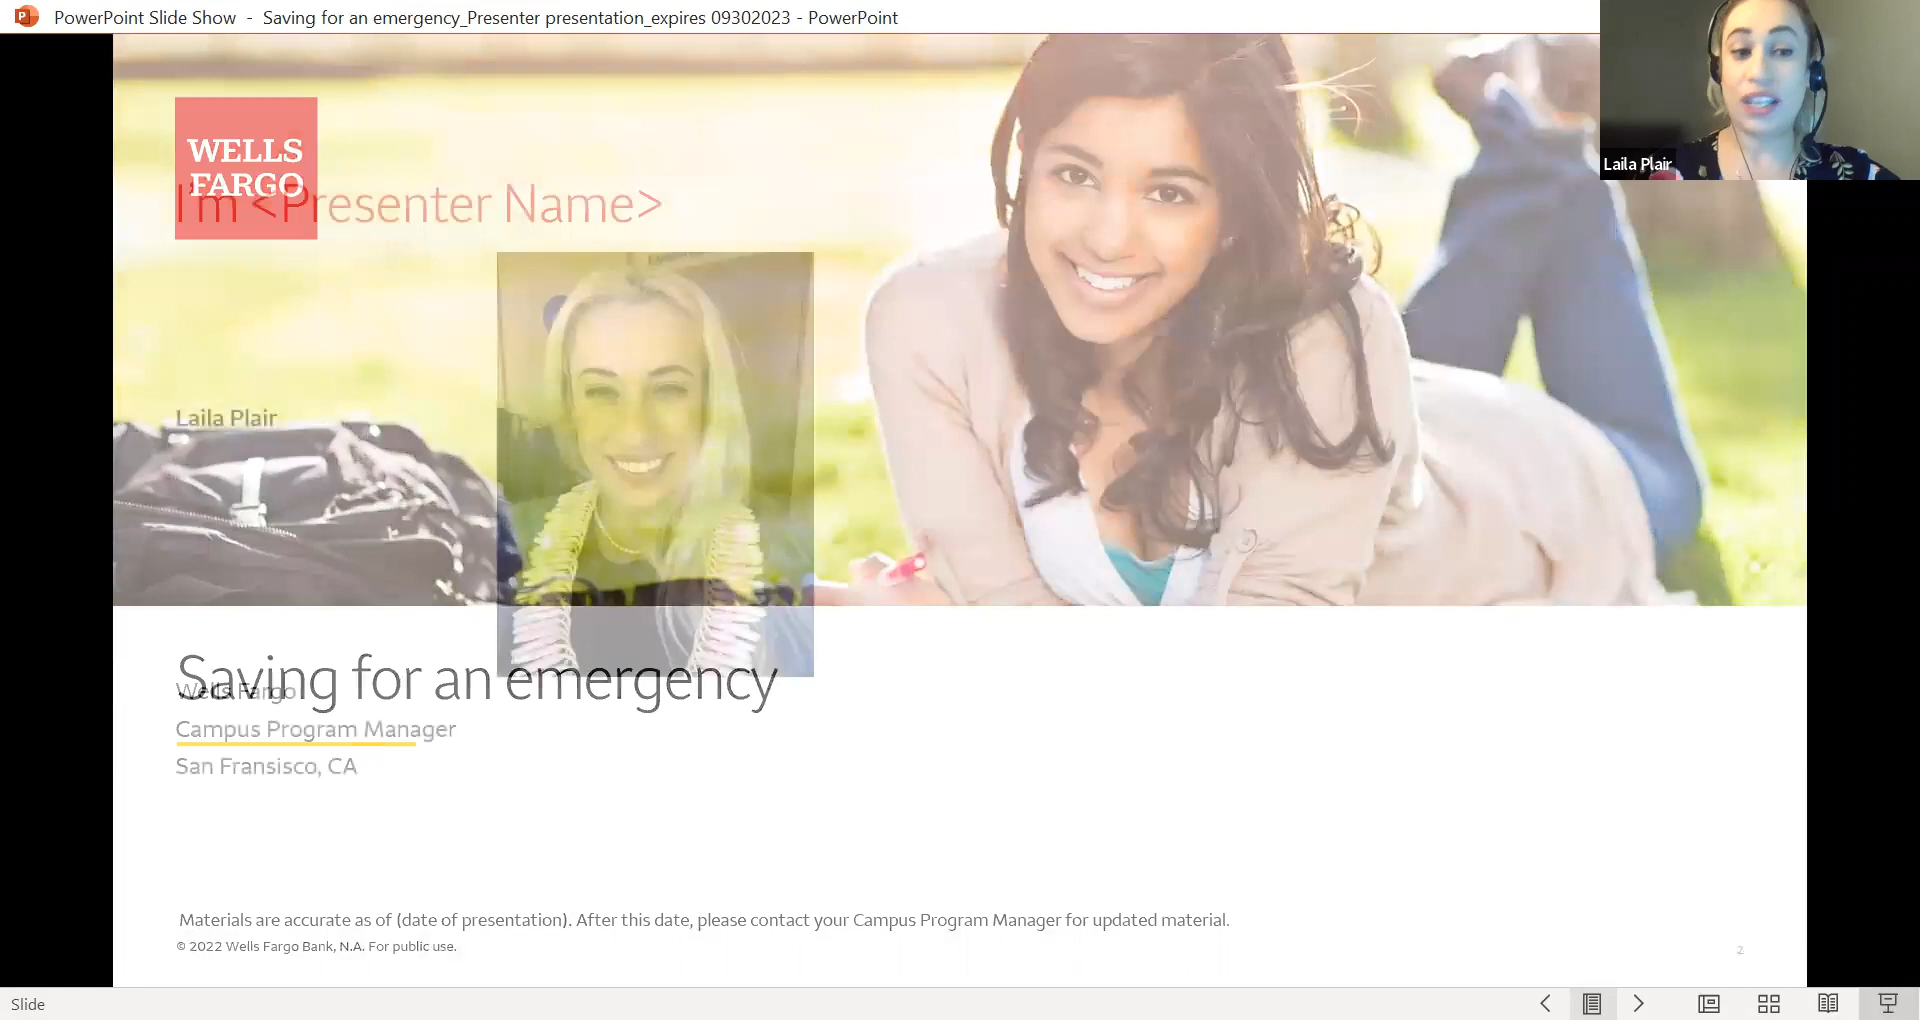 PowerPoint Slide Show - Saving for an emergency_Presenter presentation_expires 09302023 - PowerPoint
Laila Plair
WELLS
FARGO
I'm <Presenter Name>
Laila Plair
Saving for an emergency
Wells Fargo
Campus Program Manager
San Fransisco, CA
Materials are accurate as of (date of presentation). After this date, please contact your Campus Program Manager for updated material.
© 2022 Wells Fargo Bank, N.A. For public use.
2
Slide